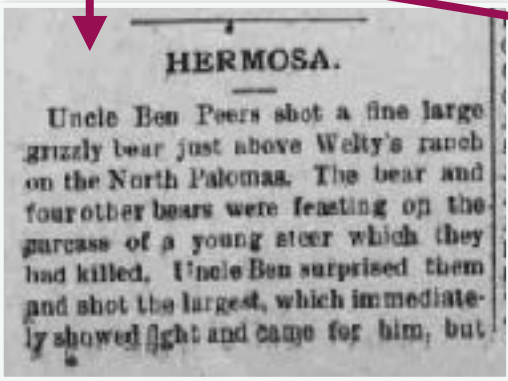 HERMOSA.
Uncle Ben Peers shot a fine large
grizzly bear just above Welty's ranch
on the North Palomas. The bear and
four other bears were feasting on the
carcass of a young steer which they
had killed. Uncle Ben surprised them
and shot the largest, which immediate-
ly showed fight and came for him, but